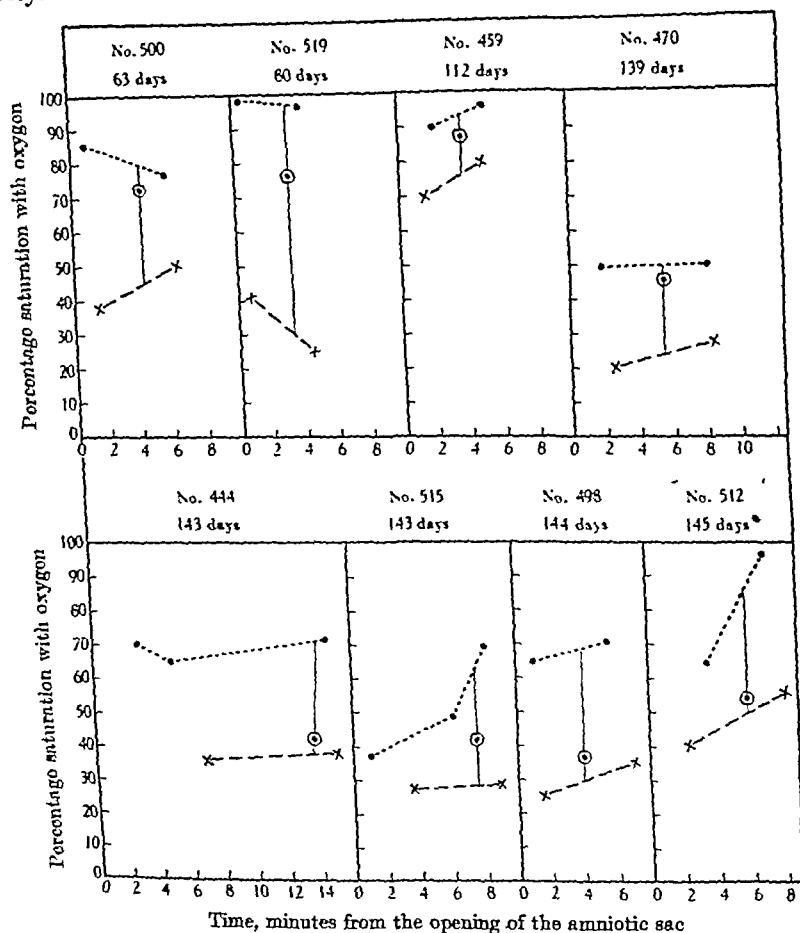 No. 500 No. 519 No. 459 No. 470
63 days 80 days 112 days 139 days
100
90
80
70
60
50
40
30
20
10
0
Porcontago saturation with oxygen
0 2 4 6 8 0 2 4 6 8 0 2 4 6 8 0 2 4 6 8 10
No. 444 No. 515 No. 498 No. 512
143 days 143 days 144 days 145 days
100
90
80
70
60
50
40
30
20
10
0
Porcontago saturation with oxygen
0 2 4 6 8 10 12 14 0 2 4 6 8 0 2 4 6 0 2 4 6 8
Time, minutes from the opening of the amniotic sac